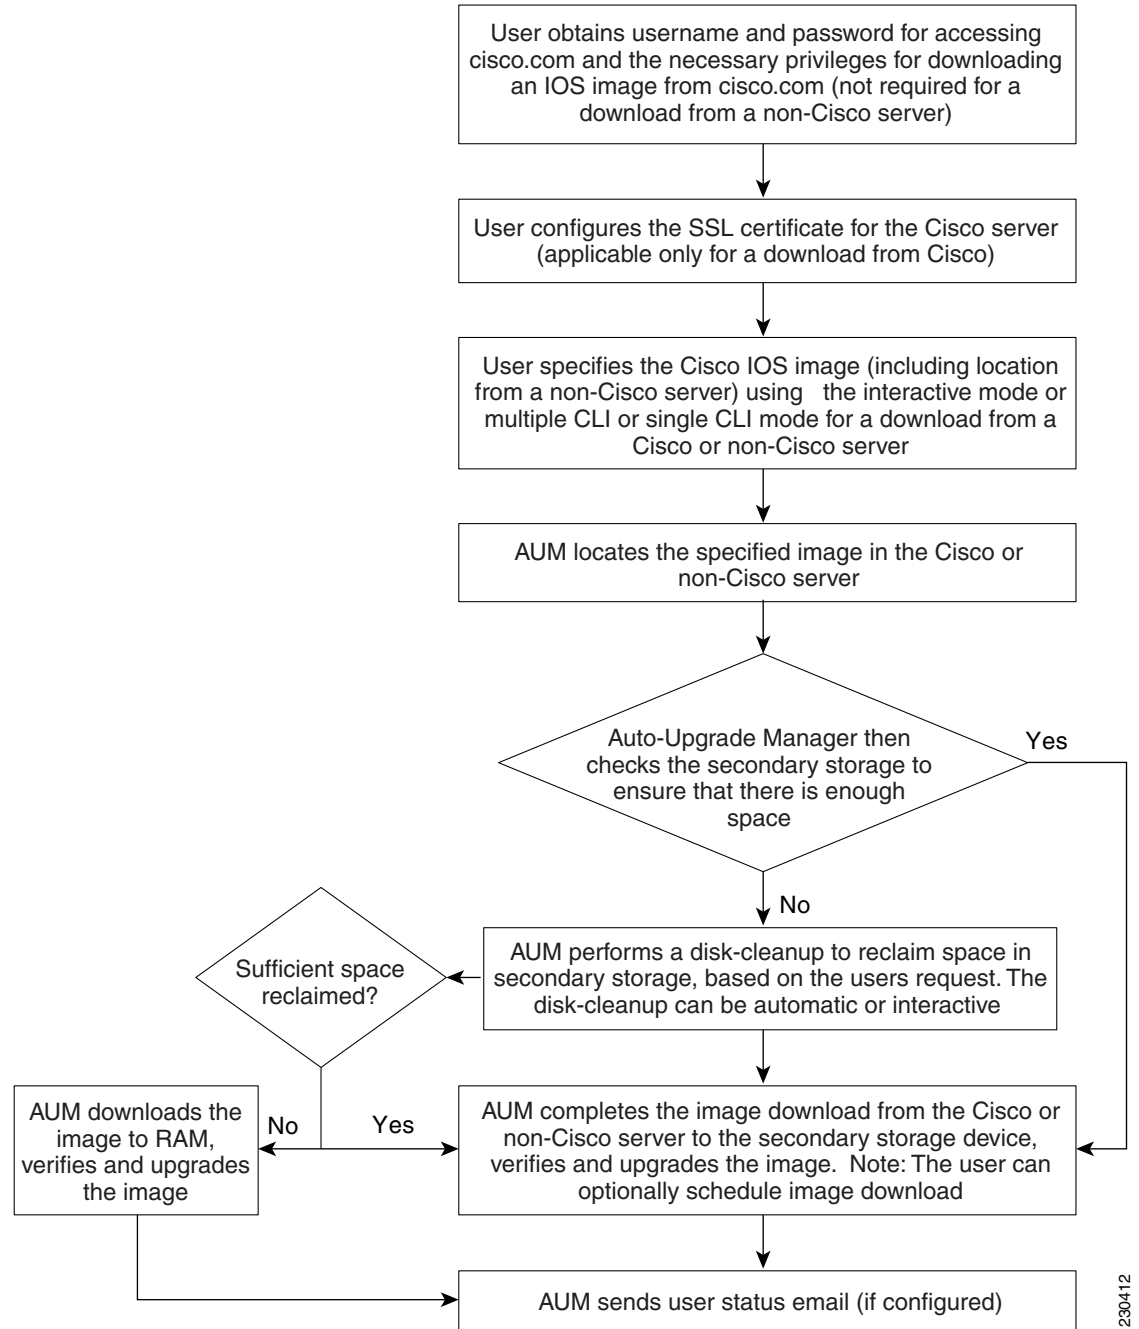 User obtains username and password for accessing
cisco.com and the necessary privileges for downloading
an IOS image from cisco.com (not required for a
download from a non-Cisco server)
User configures the SSL certificate for the Cisco server
(applicable only for a download from Cisco)
User specifies the Cisco IOS image (including location
from a non-Cisco server) using the interactive mode or
multiple CLI or single CLI mode for a download from a
Cisco or non-Cisco server
AUM locates the specified image in the Cisco or
non-Cisco server
Auto-Upgrade Manager then
checks the secondary storage to
ensure that there is enough
space
Yes
No
AUM performs a disk-cleanup to reclaim space in
secondary storage, based on the users request. The
disk-cleanup can be automatic or interactive
Sufficient space
reclaimed?
No
Yes
AUM downloads the
image to RAM,
verifies and upgrades
the image
AUM completes the image download from the Cisco or
non-Cisco server to the secondary storage device,
verifies and upgrades the image. Note: The user can
optionally schedule image download
AUM sends user status email (if configured)
230412